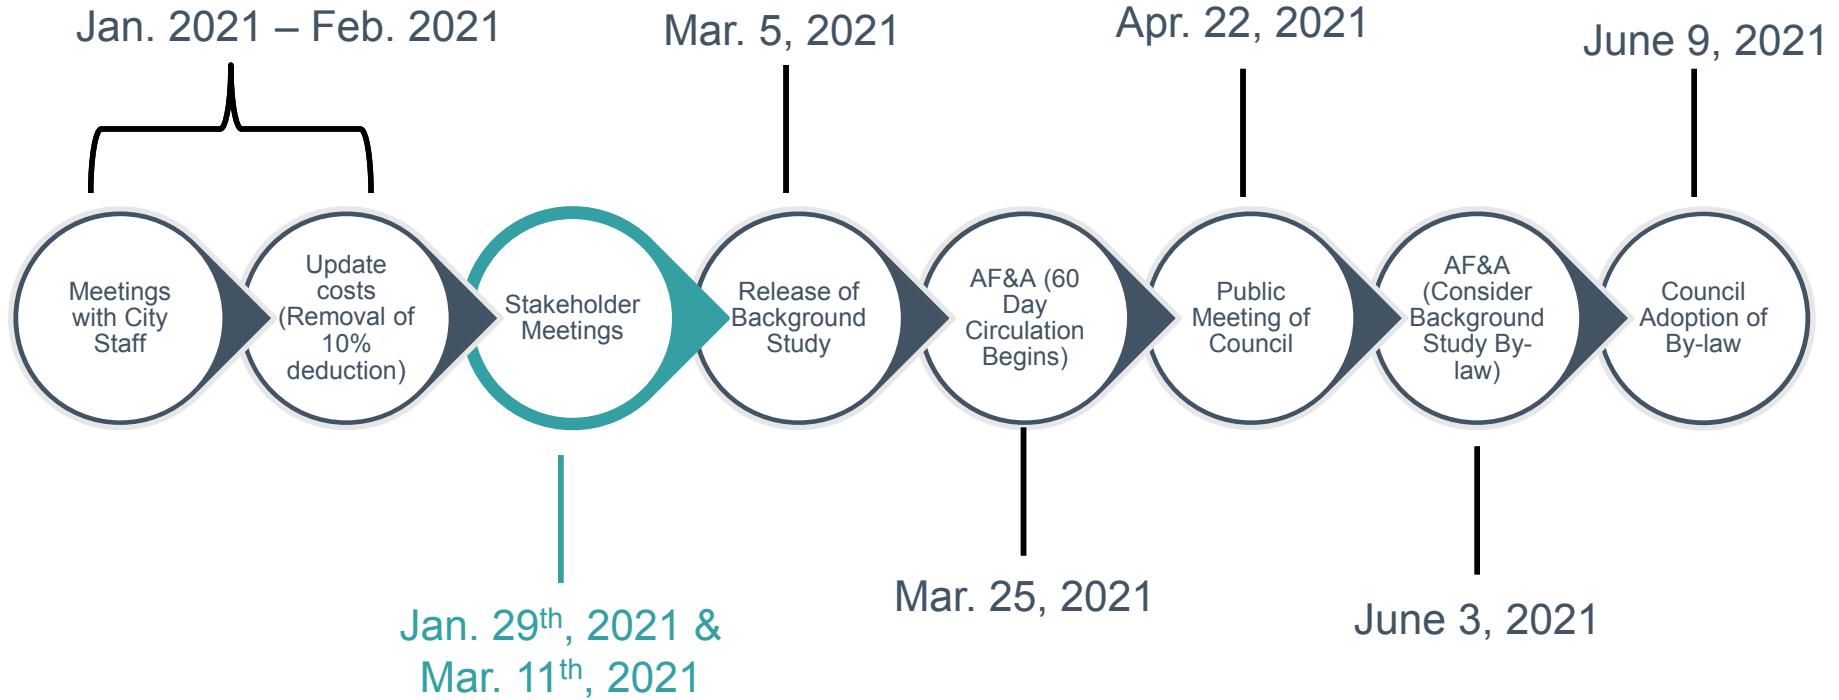 Jan. 2021 – Feb. 2021
Mar. 5, 2021
Apr. 22, 2021
June 9, 2021
Meetings
with City
Staff
Update
costs
(Removal of
10%
deduction)
Stakeholder
Meetings
Release of
Background
Study
AF&A (60
Day
Circulation
Begins)
Public
Meeting of
Council
AF&A
(Consider
Background
Study By-
law)
Council
Adoption of
By-law
Jan. 29th, 2021 &
Mar. 11th, 2021
Mar. 25, 2021
June 3, 2021